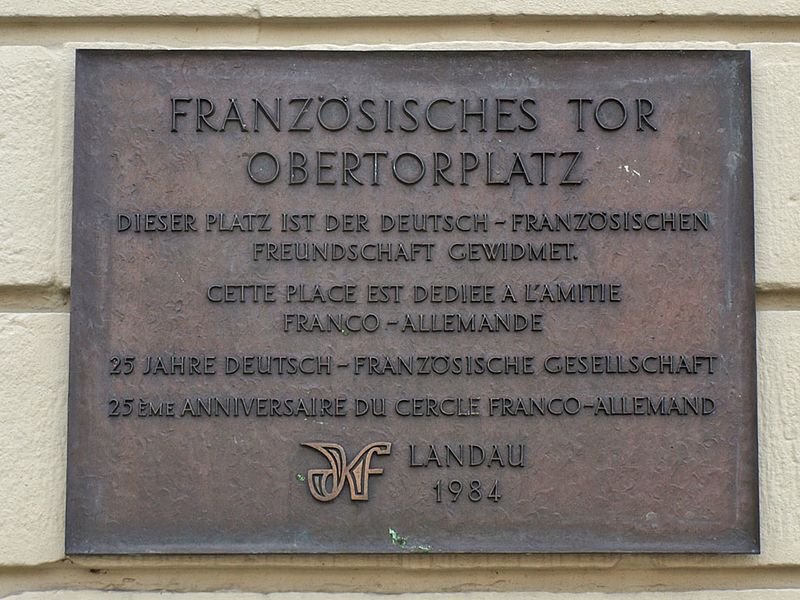 FRANZÖSISCHES TOR
OBERTORPLATZ
DIESER PLATZ IST DER DEUTSCH-FRANZÖSISCHEN
FREUNDSCHAFT GEWIDMET.
CETTE PLACE EST DEDIEE A L'AMITIE
FRANCO-ALLEMANDE
25 JAHRE DEUTSCH-FRANZÖSISCHE GESELLSCHAFT
25ÈME ANNIVERSAIRE DU CERCLE FRANCO-ALLEMAND
LANDAU
1984